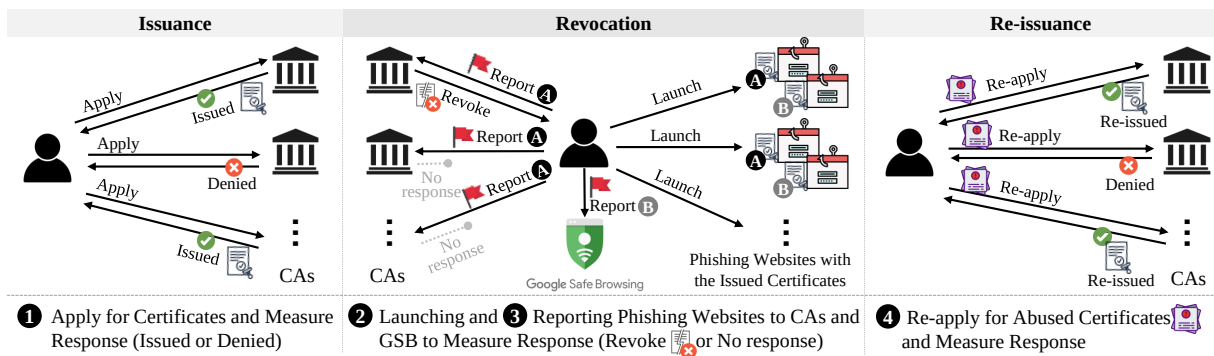 Issuance
Apply
Issued
Apply
Denied
Apply
Issued
CAs
1 Apply for Certificates and Measure
Response (Issued or Denied)
Revocation
Report A
Revoke
Report A
No
response
Report A
No
response
CAs
Report B
Google Safe Browsing
Launch
A
B
Launch
A
B
Launch
Phishing Websites with
the Issued Certificates
2 Launching and 3 Reporting Phishing Websites to CAs and
GSB to Measure Response (Revoke or No response)
Re-issuance
Re-apply
Re-issued
Re-apply
Denied
Re-apply
Re-issued
CAs
4 Re-apply for Abused Certificates
and Measure Response